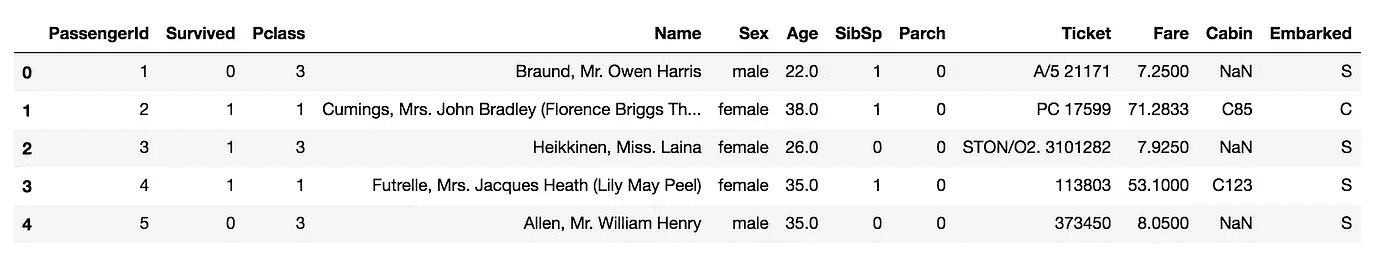 PassengerId Survived Pclass Name Sex Age SibSp Parch Ticket Fare Cabin Embarked
0 1 0 3 Braund, Mr. Owen Harris male 22.0 1 0 A/5 21171 7.2500 NaN S
1 2 1 1 Cumings, Mrs. John Bradley (Florence Briggs Th... female 38.0 1 0 PC 17599 71.2833 C85 C
2 3 1 3 Heikkinen, Miss. Laina female 26.0 0 0 STON/O2. 3101282 7.9250 NaN S
3 4 1 1 Futrelle, Mrs. Jacques Heath (Lily May Peel) female 35.0 1 0 113803 53.1000 C123 S
4 5 0 3 Allen, Mr. William Henry male 35.0 0 0 373450 8.0500 NaN S